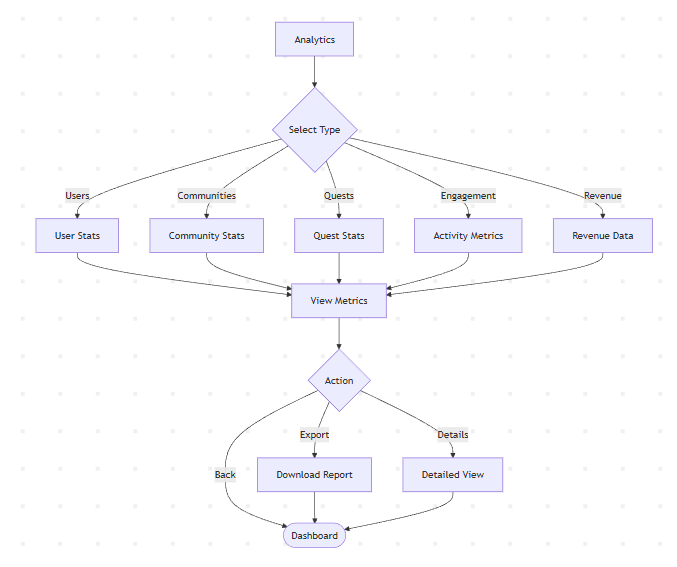 Analytics
Select Type
Users
Communities
Quests
Engagement
Revenue
User Stats
Community Stats
Quest Stats
Activity Metrics
Revenue Data
View Metrics
Action
Export
Details
Back
Download Report
Detailed View
Dashboard